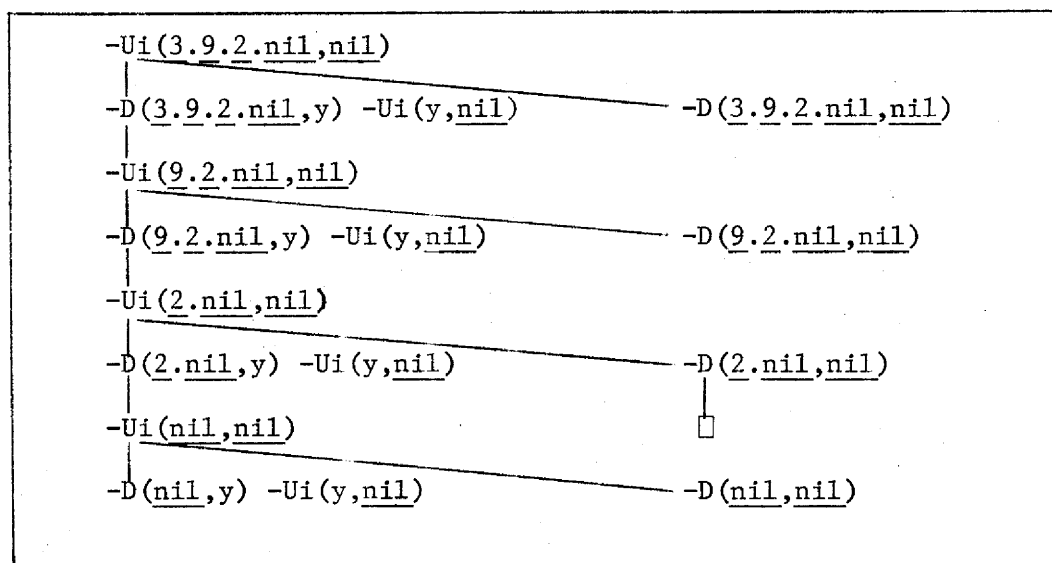 -Ui(3.9.2.nil,nil)
-D(3.9.2.nil,y) -Ui(y,nil) -D(3.9.2.nil,nil)
-Ui(9.2.nil,nil)
-D(9.2.nil,y) -Ui(y,nil) -D(9.2.nil,nil)
-Ui(2.nil,nil)
-D(2.nil,y) -Ui(y,nil) -D(2.nil,nil)
-Ui(nil,nil) □
-D(nil,y) -Ui(y,nil) -D(nil,nil)